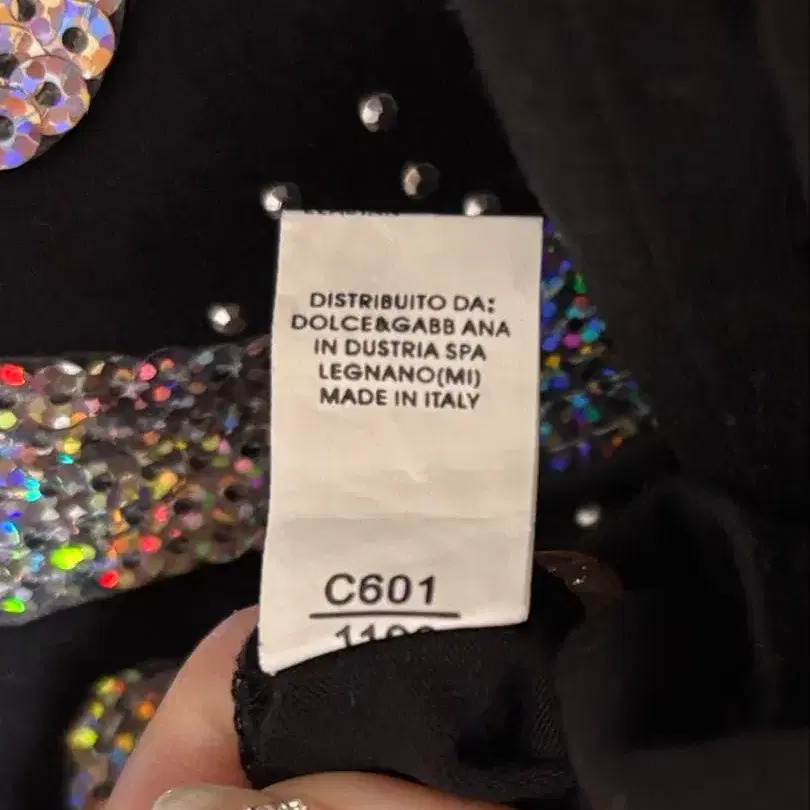 DISTRIBUITO DA:
DOLCE&GABB ANA
IN DUSTRIA SPA
LEGNANO(MI)
MADE IN ITALY
C601